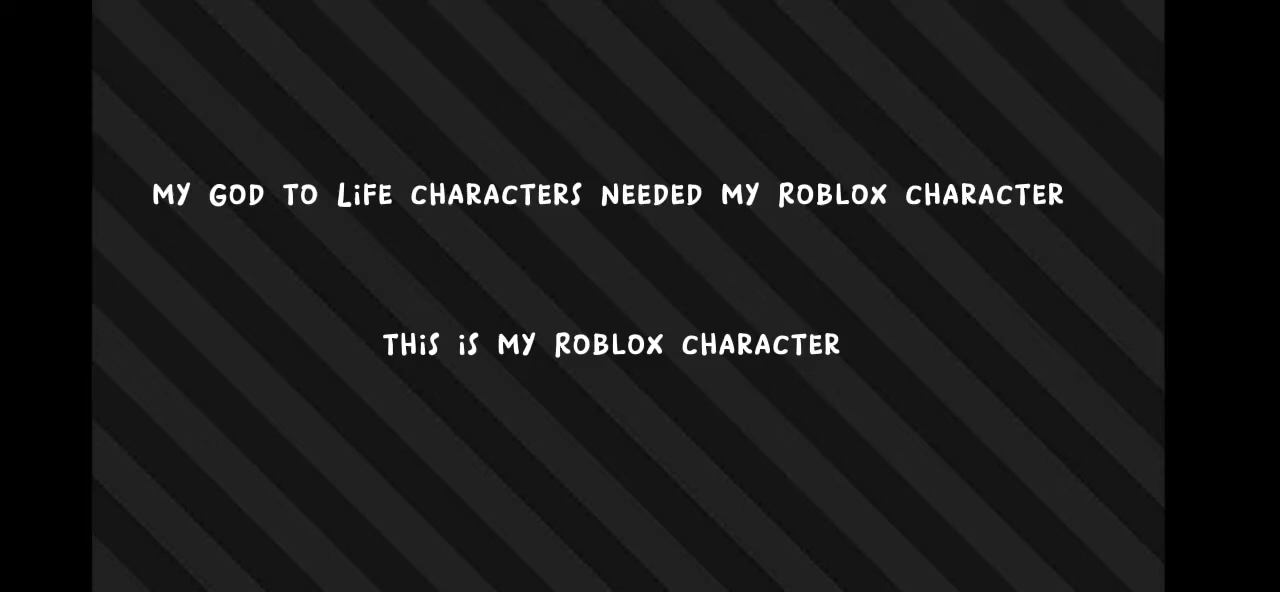 MY GOD TO LiFE CHARACTERS NEEDED MY ROBLOX CHARACTER
THiS iS MY ROBLOX CHARACTER